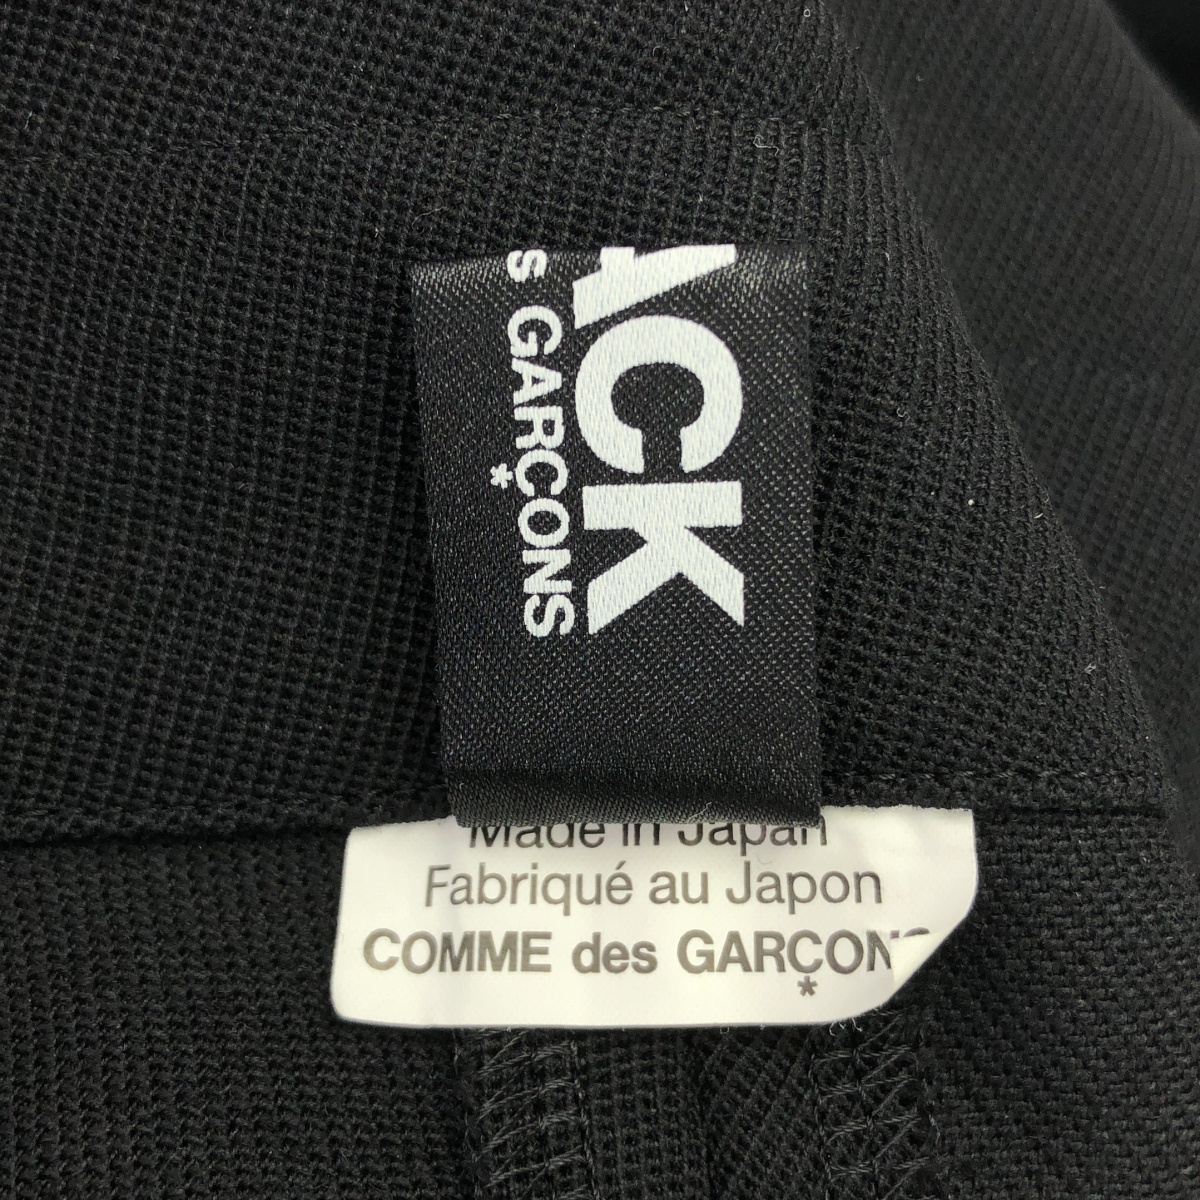 ACK
s GARÇONS
*
Made in Japan
Fabriqué au Japon
COMME des GARÇONS
*